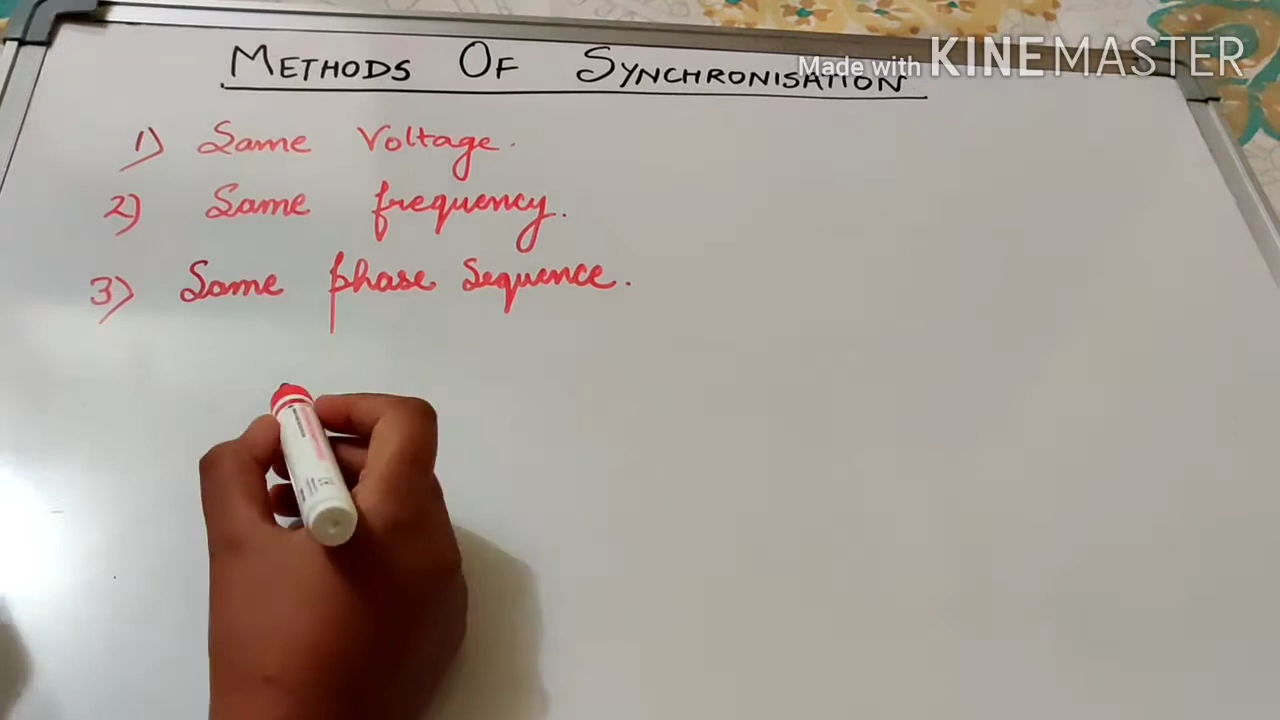 METHODS OF SYNCHRONISATION
Made with KINEMASTER
1) Same Voltage.
2) Same frequency.
3) Same phase sequence.